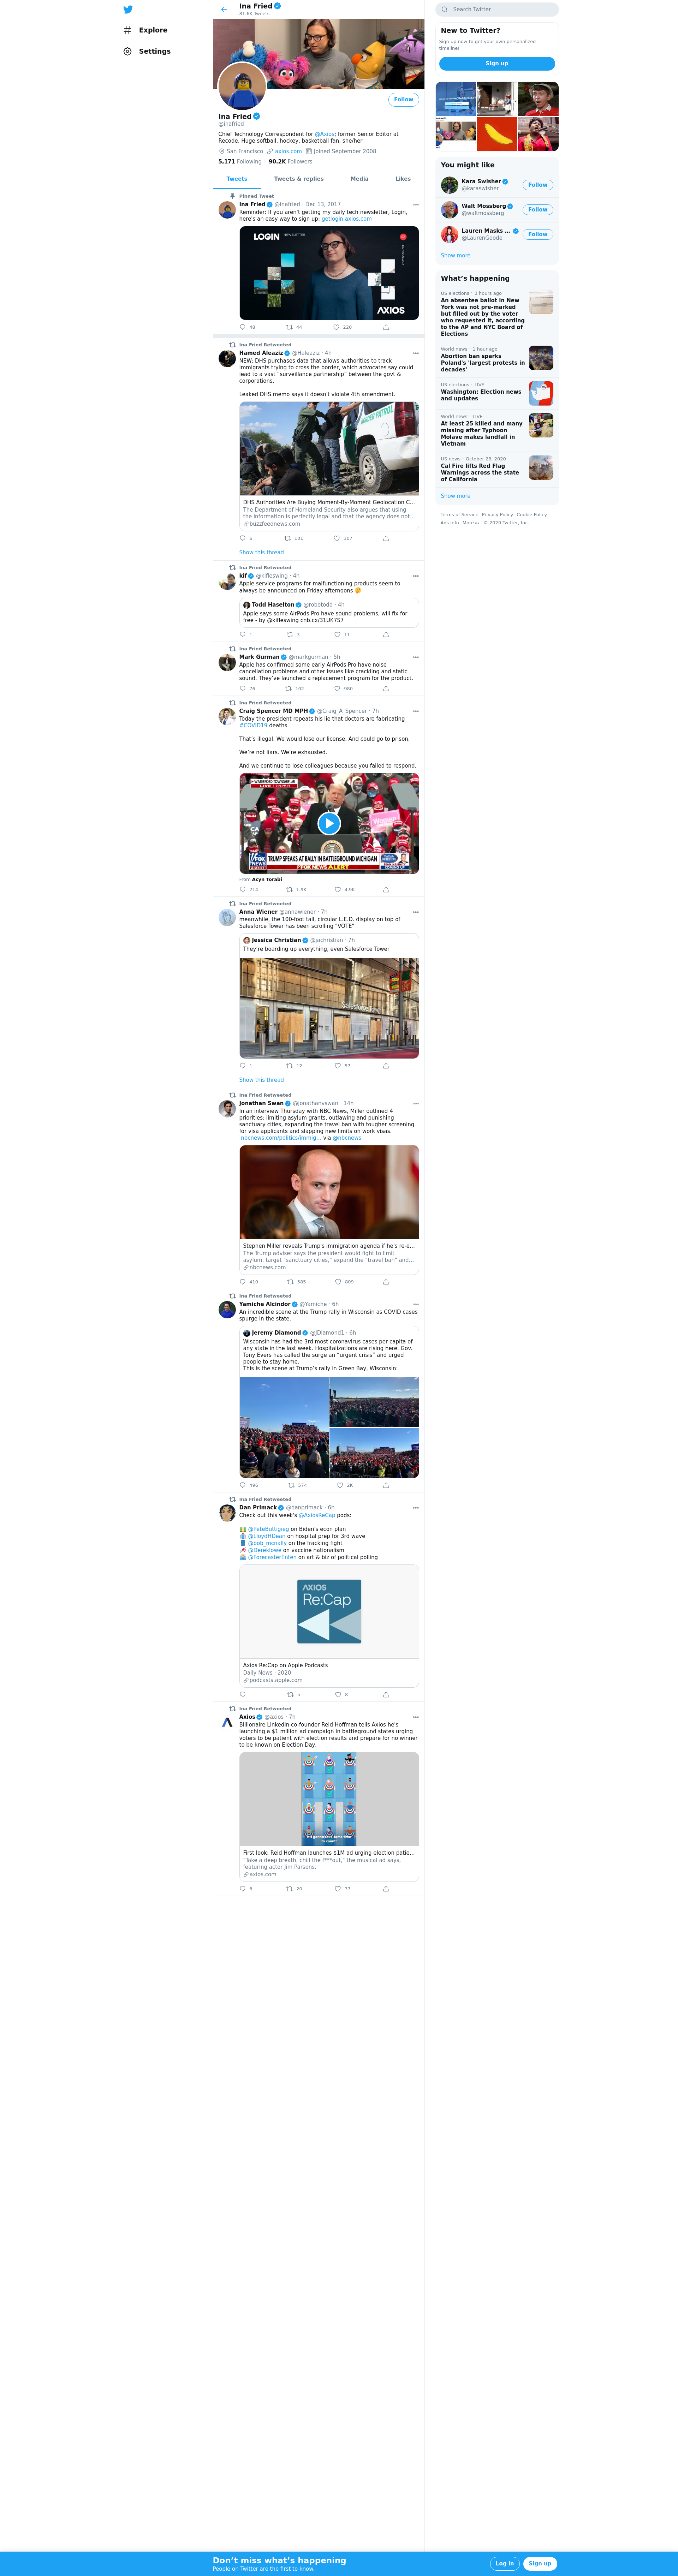 Explore
Settings
Ina Fried
91.6K Tweets
Follow
Ina Fried
@inafried
Chief Technology Correspondent for @Axios; former Senior Editor at
Recode. Huge softball, hockey, basketball fan. she/her
San Francisco axios.com Joined September 2008
5,171 Following 90.2K Followers
Tweets Tweets & replies Media Likes
Pinned Tweet
Ina Fried @inafried · Dec 13, 2017
Reminder: If you aren't getting my daily tech newsletter, Login,
here's an easy way to sign up: getlogin.axios.com
LOGIN NEWSLETTER
AXIOS
48 44 220
Ina Fried Retweeted
Hamed Aleaziz @Haleaziz · 4h
NEW: DHS purchases data that allows authorities to track
immigrants trying to cross the border, which advocates say could
lead to a vast "surveillance partnership" between the govt &
corporations.
Leaked DHS memo says it doesn't violate 4th amendment.
DHS Authorities Are Buying Moment-By-Moment Geolocation C...
The Department of Homeland Security also argues that using
the information is perfectly legal and that the agency does not...
buzzfeednews.com
6 101 107
Show this thread
Ina Fried Retweeted
kif @kifleswing · 4h
Apple service programs for malfunctioning products seem to
always be announced on Friday afternoons 🤔
Todd Haselton @robotodd · 4h
Apple says some AirPods Pro have sound problems, will fix for
free - by @kifleswing cnb.cx/31UK7S7
1 3 11
Ina Fried Retweeted
Mark Gurman @markgurman · 5h
Apple has confirmed some early AirPods Pro have noise
cancellation problems and other issues like crackling and static
sound. They've launched a replacement program for the product.
76 102 860
Ina Fried Retweeted
Craig Spencer MD MPH @Craig_A_Spencer · 7h
Today the president repeats his lie that doctors are fabricating
#COVID19 deaths.
That's illegal. We would lose our license. And could go to prison.
We're not liars. We're exhausted.
And we continue to lose colleagues because you failed to respond.
WATERFORD TOWNSHIP, MI
TRUMP SPEAKS AT RALLY IN BATTLEGROUND MICHIGAN
FOX NEWS ALERT
From Acyn Torabi
214 1.9K 4.9K
Ina Fried Retweeted
Anna Wiener @annawiener · 7h
meanwhile, the 100-foot tall, circular L.E.D. display on top of
Salesforce Tower has been scrolling "VOTE"
Jessica Christian @jachristian · 7h
They're boarding up everything, even Salesforce Tower
Salesforce
1 12 57
Show this thread
Ina Fried Retweeted
Jonathan Swan @jonathanvswan · 14h
In an interview Thursday with NBC News, Miller outlined 4
priorities: limiting asylum grants, outlawing and punishing
sanctuary cities, expanding the travel ban with tougher screening
for visa applicants and slapping new limits on work visas.
nbcnews.com/politics/immig... via @nbcnews
Stephen Miller reveals Trump's immigration agenda if he's re-e...
The Trump adviser says the president would fight to limit
asylum, target "sanctuary cities," expand the "travel ban" and...
nbcnews.com
410 585 809
Ina Fried Retweeted
Yamiche Alcindor @Yamiche · 6h
An incredible scene at the Trump rally in Wisconsin as COVID cases
spurge in the state.
Jeremy Diamond @JDiamond1 · 6h
Wisconsin has had the 3rd most coronavirus cases per capita of
any state in the last week. Hospitalizations are rising here. Gov.
Tony Evers has called the surge an "urgent crisis" and urged
people to stay home.
This is the scene at Trump's rally in Green Bay, Wisconsin:
496 574 2K
Ina Fried Retweeted
Dan Primack @danprimack · 6h
Check out this week's @AxiosReCap pods:
@PeteButtigieg on Biden's econ plan
@LloydHDean on hospital prep for 3rd wave
@bob_mcnally on the fracking fight
@Dereklowe on vaccine nationalism
@ForecasterEnten on art & biz of political polling
AXIOS
Re:Cap
Axios Re:Cap on Apple Podcasts
Daily News · 2020
podcasts.apple.com
5 8
Ina Fried Retweeted
Axios @axios · 7h
Billionaire LinkedIn co-founder Reid Hoffman tells Axios he's
launching a $1 million ad campaign in battleground states urging
voters to be patient with election results and prepare for no winner
to be known on Election Day.
First look: Reid Hoffman launches $1M ad urging election patie...
"Take a deep breath, chill the f***out," the musical ad says,
featuring actor Jim Parsons.
axios.com
6 20 77
Search Twitter
New to Twitter?
Sign up now to get your own personalized
timeline!
Sign up
You might like
Kara Swisher
@karaswisher
Follow
Walt Mossberg
@waltmossberg
Follow
Lauren Masks ...
@LaurenGoode
Follow
Show more
What's happening
US elections · 3 hours ago
An absentee ballot in New
York was not pre-marked
but filled out by the voter
who requested it, according
to the AP and NYC Board of
Elections
World news · 1 hour ago
Abortion ban sparks
Poland's 'largest protests in
decades'
US elections · LIVE
Washington: Election news
and updates
World news · LIVE
At least 25 killed and many
missing after Typhoon
Molave makes landfall in
Vietnam
US news · October 28, 2020
Cal Fire lifts Red Flag
Warnings across the state
of California
Show more
Terms of Service Privacy Policy Cookie Policy
Ads info More··· © 2020 Twitter, Inc.
Don't miss what's happening
People on Twitter are the first to know.
Log in Sign up